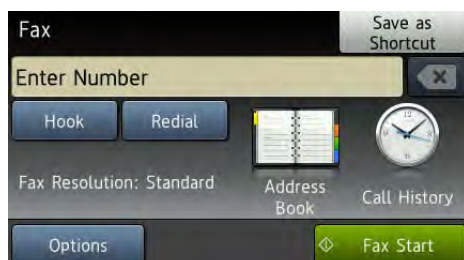 Fax
Save as
Shortcut
Enter Number
Hook
Redial
Fax Resolution: Standard
Address
Book
Call History
Options
Fax Start